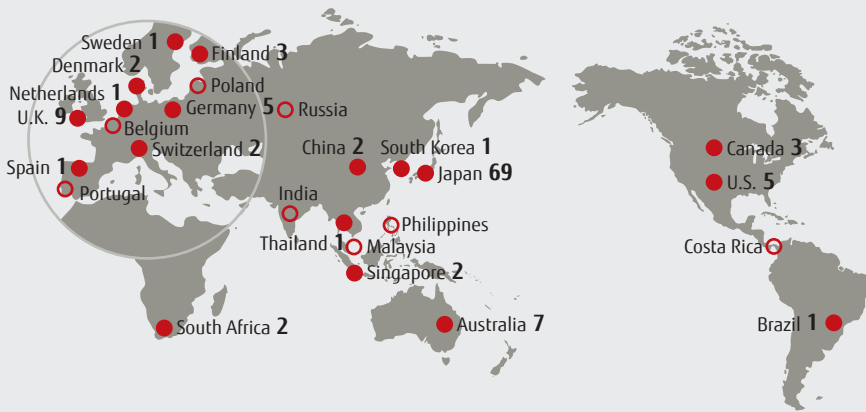 Sweden 1
Finland 3
Denmark 2
Poland
Netherlands 1
Germany 5
Russia
U.K. 9
Belgium
Switzerland 2
Spain 1
Portugal
China 2
South Korea 1
Japan 69
India
Philippines
Thailand 1
Malaysia
Singapore 2
South Africa 2
Australia 7
Canada 3
U.S. 5
Costa Rica
Brazil 1